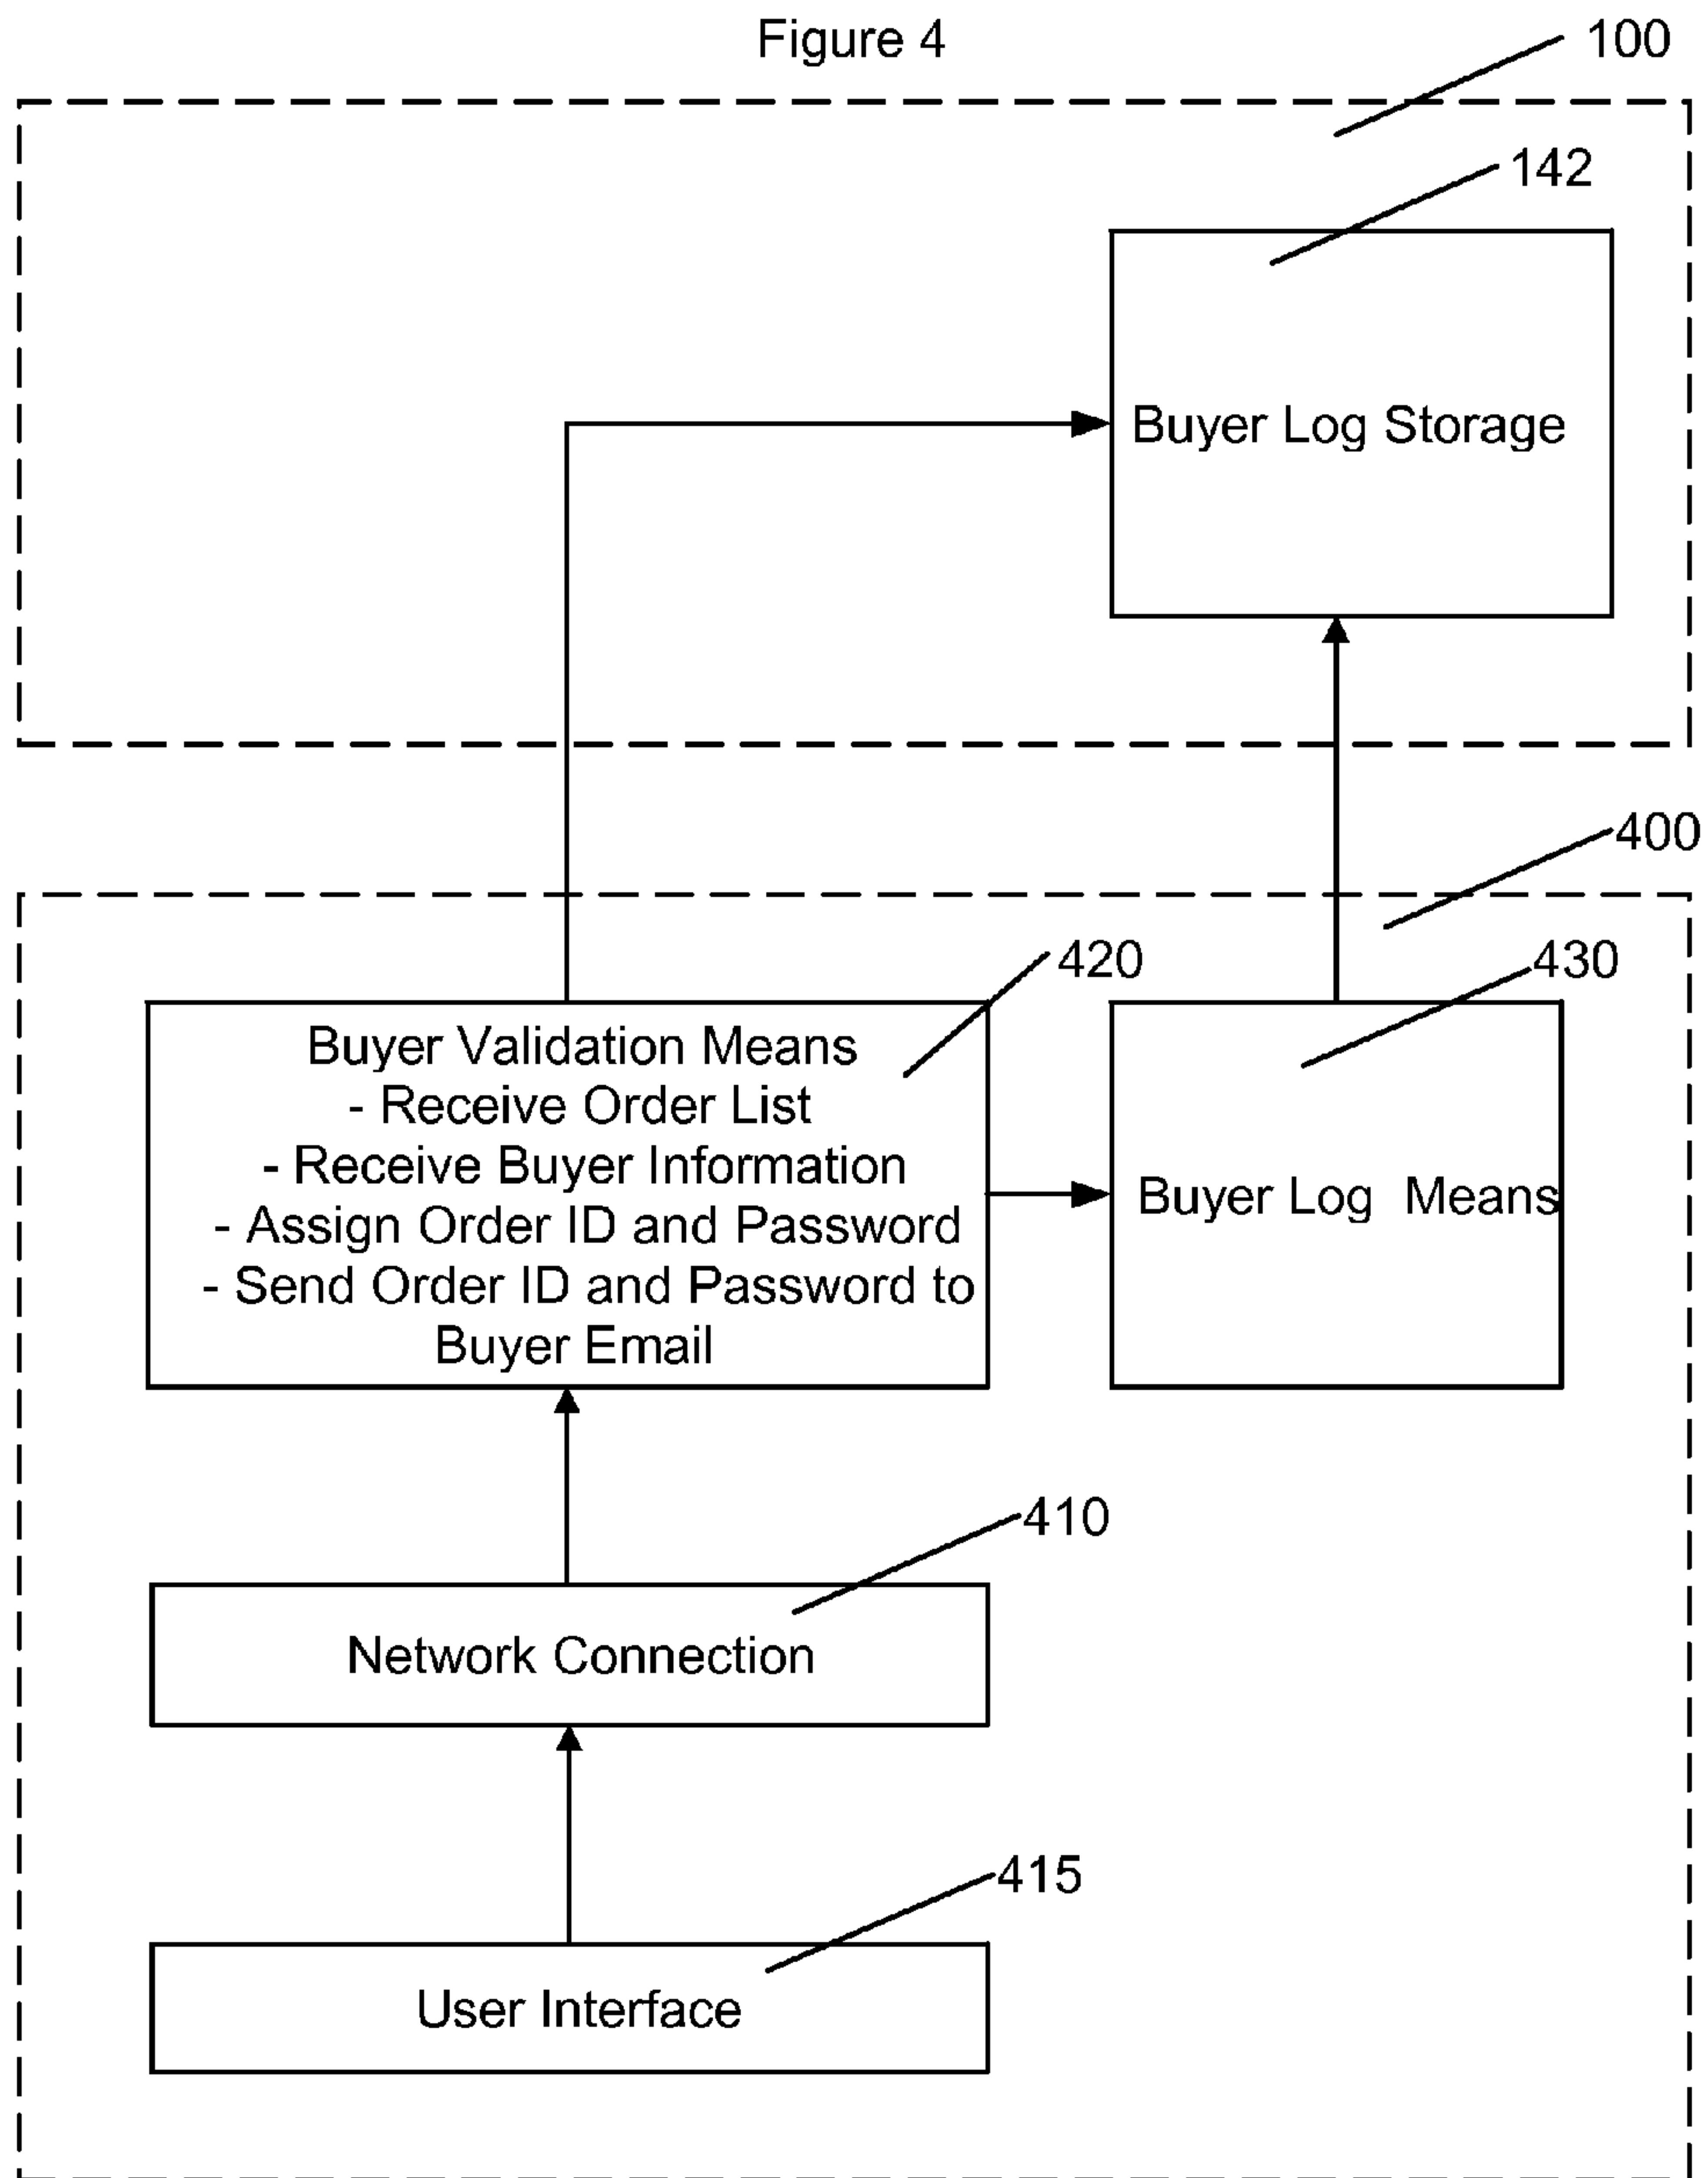 Figure 4
100
142
Buyer Log Storage
400
420
430
Buyer Validation Means
- Receive Order List
- Receive Buyer Information
- Assign Order ID and Password
- Send Order ID and Password to
Buyer Email
Buyer Log Means
410
Network Connection
415
User Interface